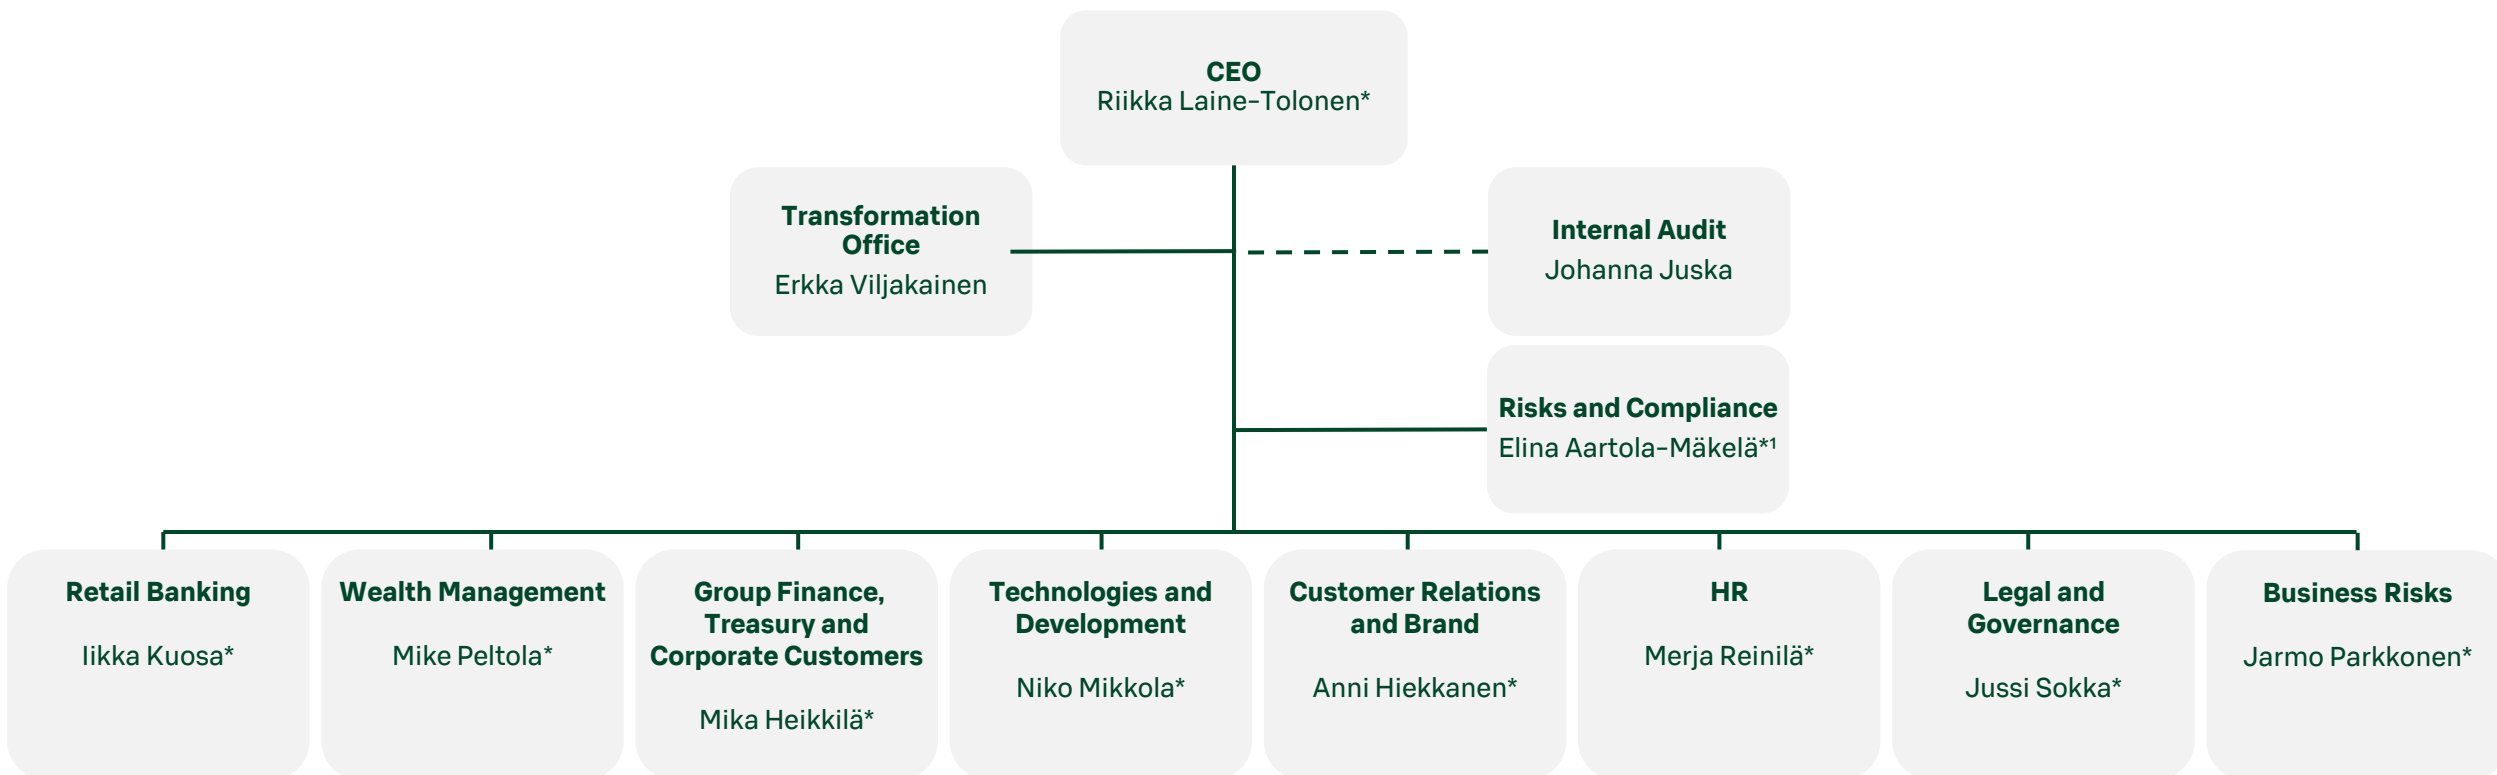 CEO
Riikka Laine-Tolonen*
Transformation
Office
Erkka Viljakainen
Internal Audit
Johanna Juska
Risks and Compliance
Elina Aartola-Mäkelä*¹
Retail Banking
Iikka Kuosa*
Wealth Management
Mike Peltola*
Group Finance,
Treasury and
Corporate Customers
Mika Heikkilä*
Technologies and
Development
Niko Mikkola*
Customer Relations
and Brand
Anni Hiekkanen*
HR
Merja Reinilä*
Legal and
Governance
Jussi Sokka*
Business Risks
Jarmo Parkkonen*